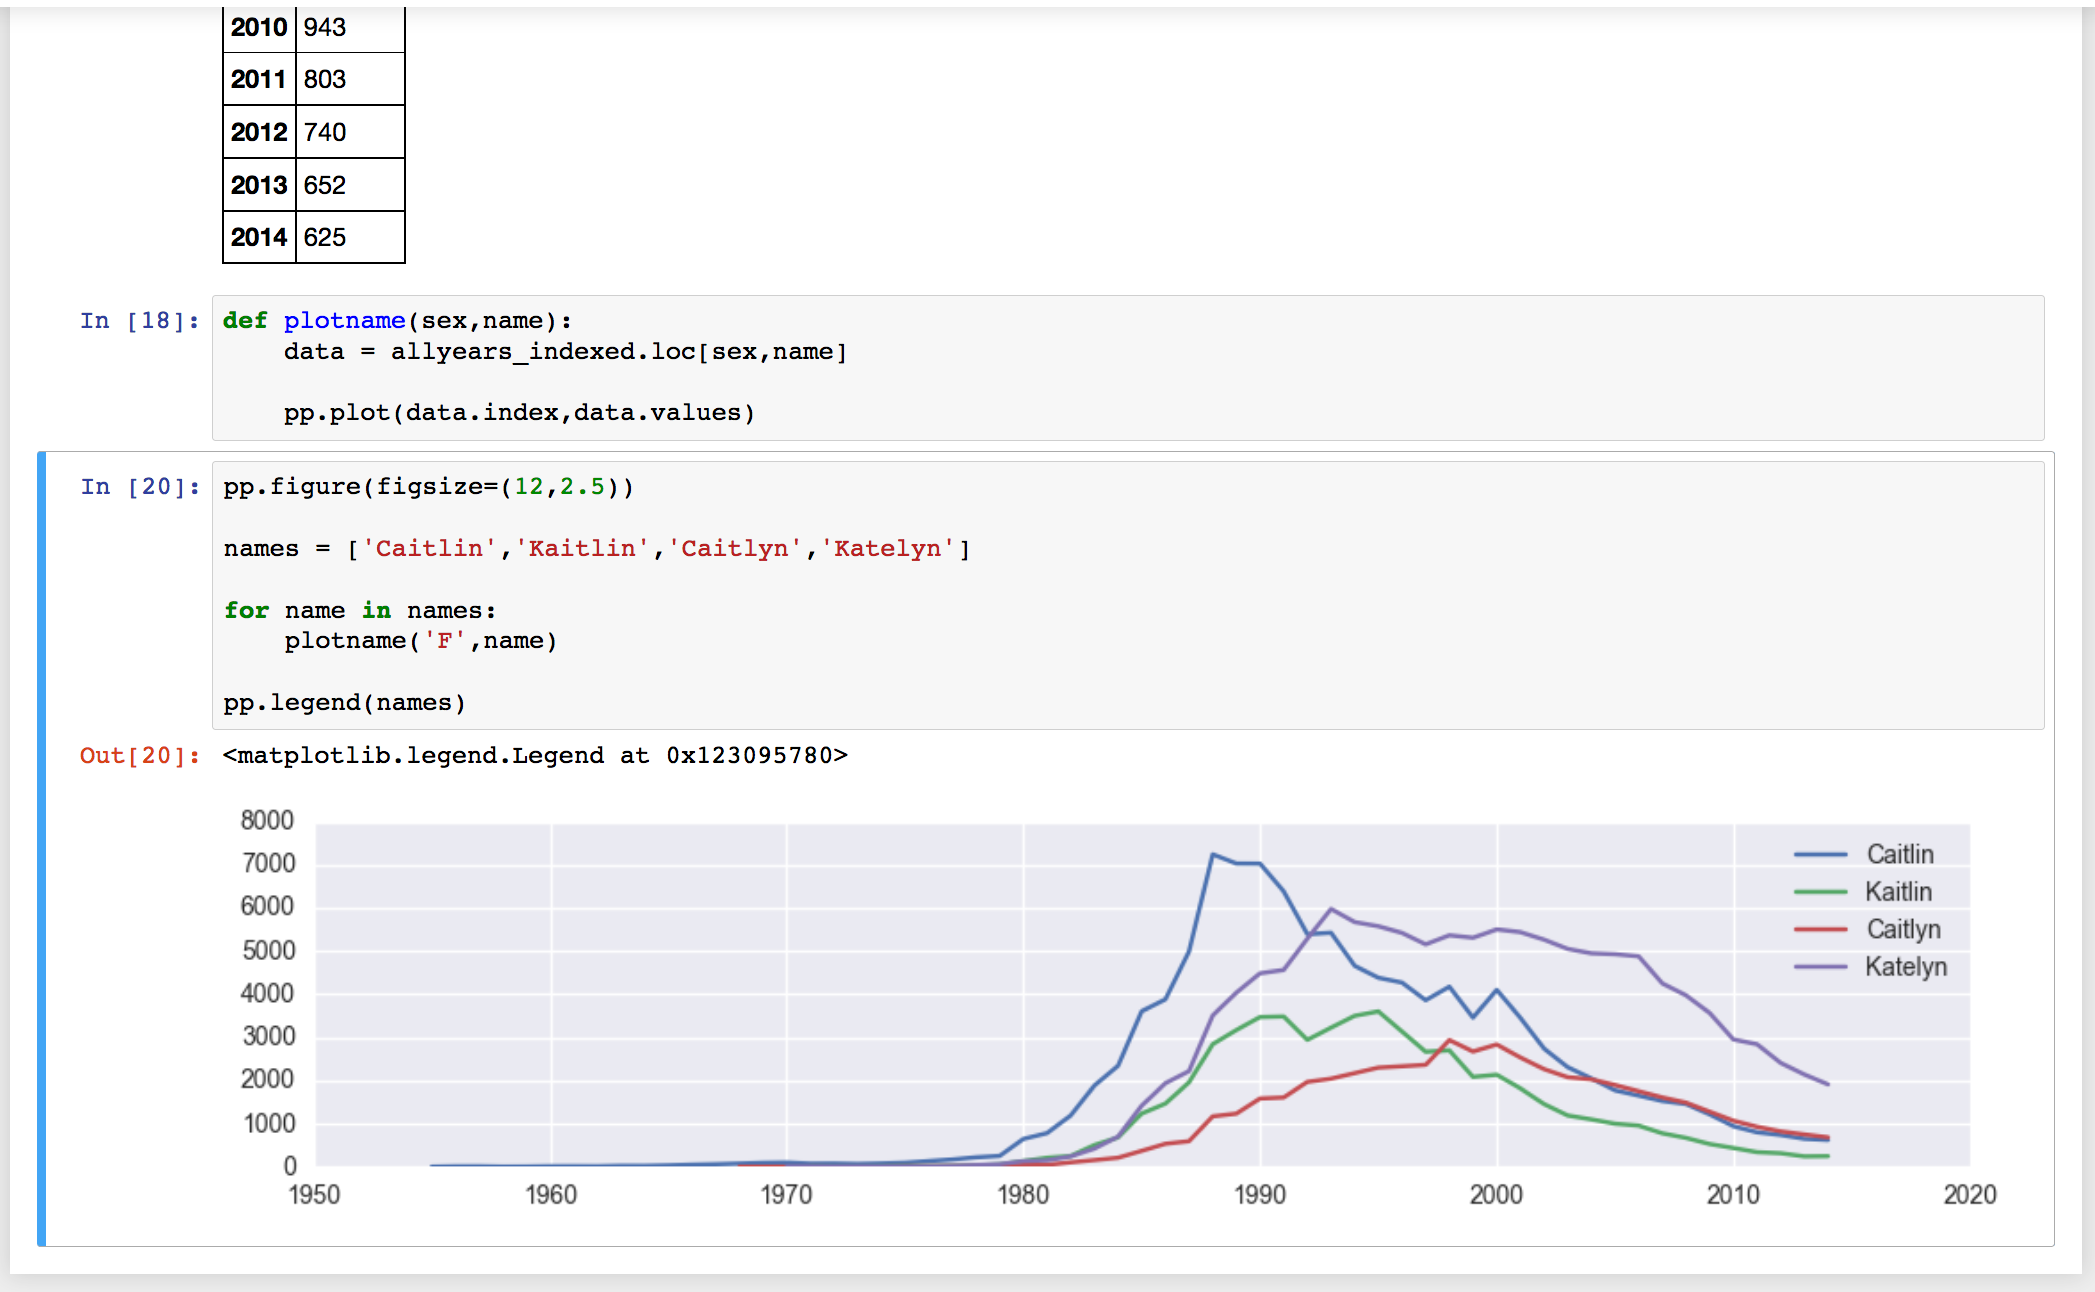 2010 943
2011 803
2012 740
2013 652
2014 625
In [18]: def plotname(sex,name):
data = allyears_indexed.loc[sex,name]
pp.plot(data.index,data.values)
In [20]: pp.figure(figsize=(12,2.5))
names = ['Caitlin','Kaitlin','Caitlyn','Katelyn']
for name in names:
plotname('F',name)
pp.legend(names)
Out[20]: <matplotlib.legend.Legend at 0x123095780>
8000
7000
6000
5000
4000
3000
2000
1000
0
Caitlin
Kaitlin
Caitlyn
Katelyn
1950 1960 1970 1980 1990 2000 2010 2020